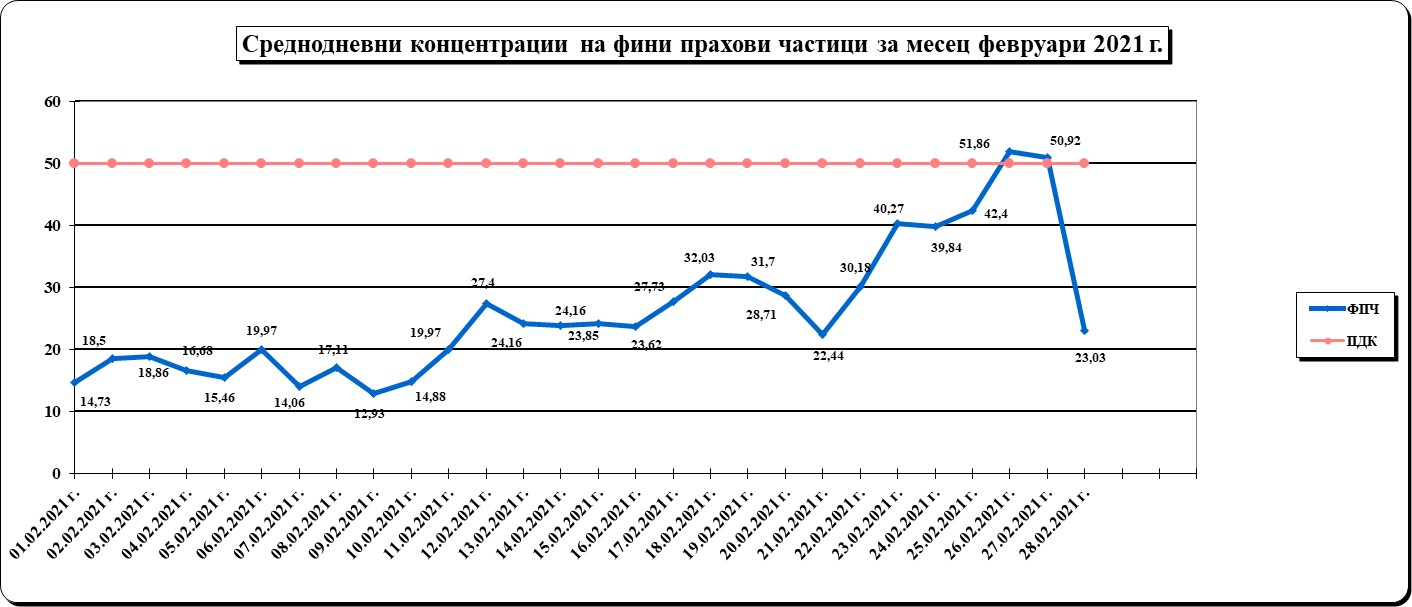 Среднодневни концентрации на фини прахови частици за месец февруари 2021 г.
60
50
40
30
20
10
0
14,73
18,5
18,86
16,68
15,46
19,97
14,06
17,11
12,93
14,88
19,97
27,4
24,16
24,16
23,85
23,62
27,73
32,03
31,7
28,71
22,44
30,18
40,27
39,84
42,4
51,86
50,92
23,03
01.02.2021 г.
02.02.2021 г.
03.02.2021 г.
04.02.2021 г.
05.02.2021 г.
06.02.2021 г.
07.02.2021 г.
08.02.2021 г.
09.02.2021 г.
10.02.2021 г.
11.02.2021 г.
12.02.2021 г.
13.02.2021 г.
14.02.2021 г.
15.02.2021 г.
16.02.2021 г.
17.02.2021 г.
18.02.2021 г.
19.02.2021 г.
20.02.2021 г.
21.02.2021 г.
22.02.2021 г.
23.02.2021 г.
24.02.2021 г.
25.02.2021 г.
26.02.2021 г.
27.02.2021 г.
28.02.2021 г.
ФПЧ
ПДК